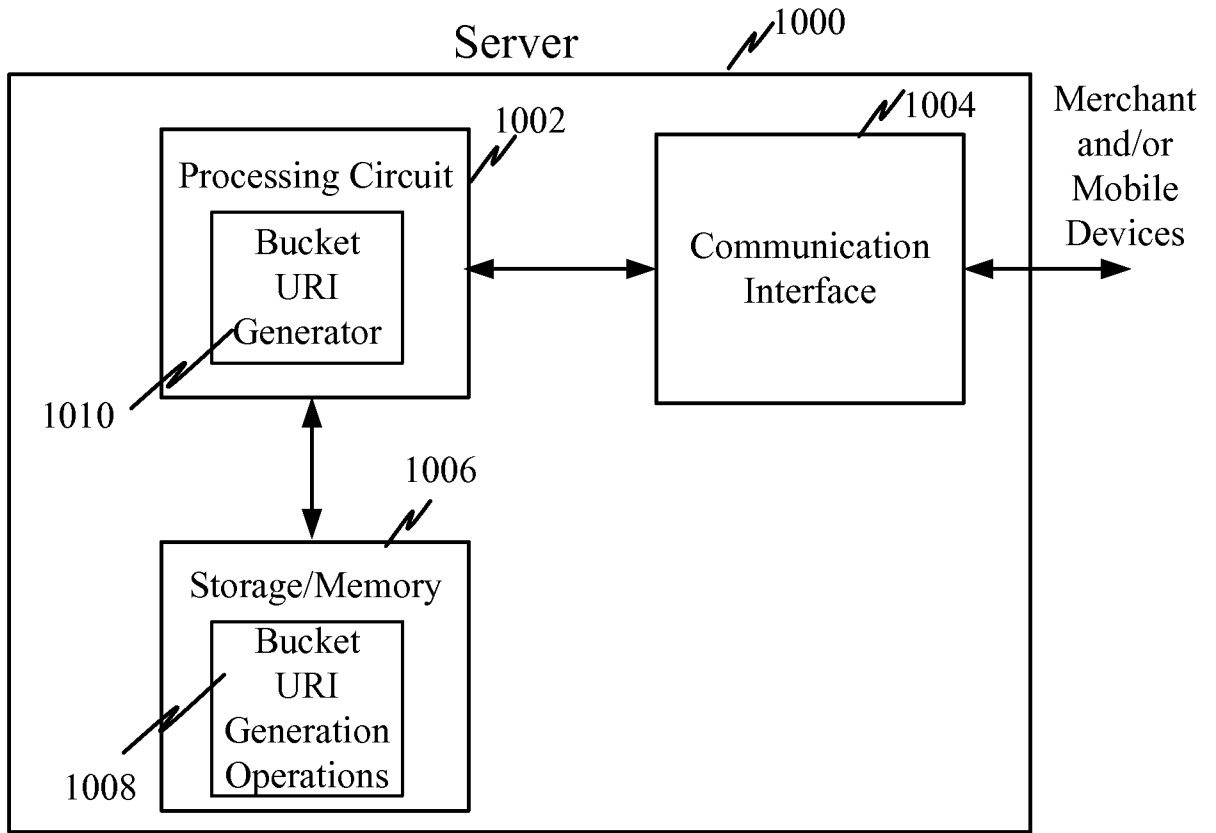 Server
1000
1002
Processing Circuit
Bucket
URI
Generator
1010
1004
Communication
Interface
Merchant
and/or
Mobile
Devices
1006
Storage/Memory
Bucket
URI
Generation
Operations
1008